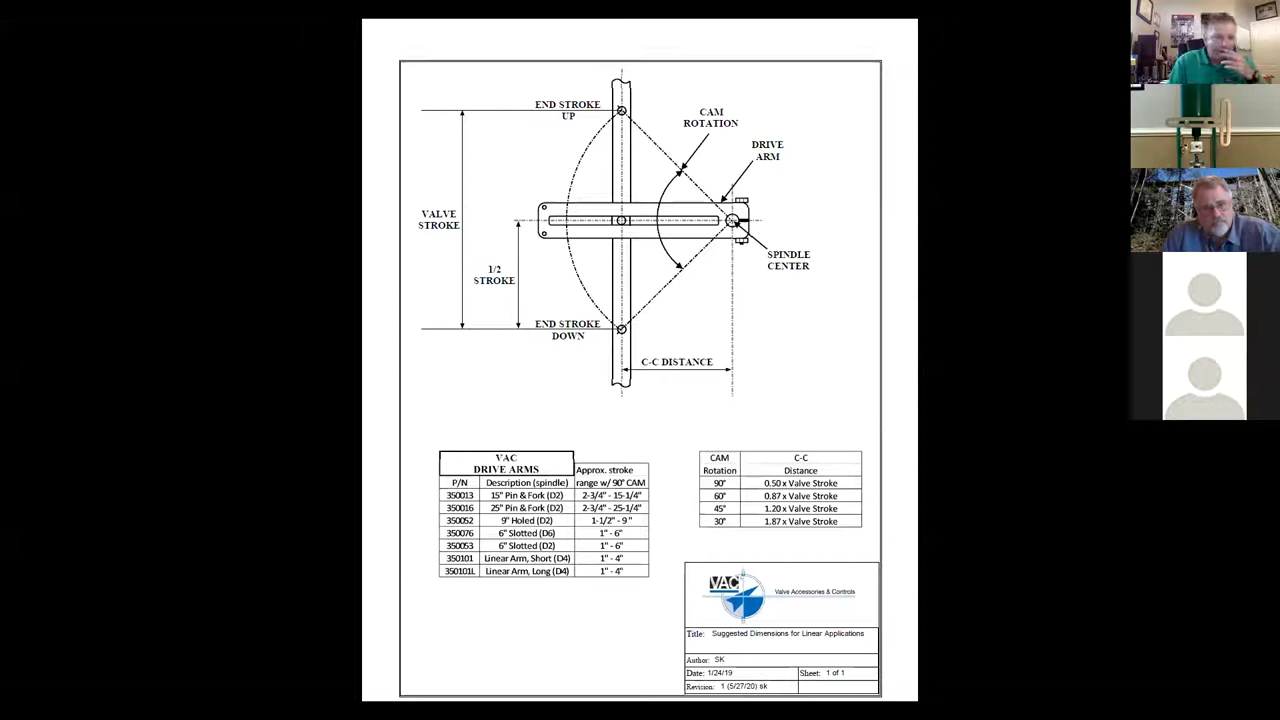 END STROKE
UP
CAM
ROTATION
DRIVE
ARM
VALVE
STROKE
1/2
STROKE
SPINDLE
CENTER
END STROKE
DOWN
C-C DISTANCE
VAC
DRIVE ARMS
Approx. stroke
P/N Description (spindle) range w/ 90° CAM
350013 15" Pin & Fork (D2) 2-3/4" - 15-1/4"
350016 25" Pin & Fork (D2) 2-3/4" - 25-1/4"
350052 9" Holed (D2) 1-1/2" - 9 "
350076 6" Slotted (D6) 1" - 6"
350053 6" Slotted (D2) 1" - 6"
350101 Linear Arm, Short (D4) 1" - 4"
350101L Linear Arm, Long (D4) 1" - 4"
CAM C-C
Rotation Distance
90° 0.50 x Valve Stroke
60° 0.87 x Valve Stroke
45° 1.20 x Valve Stroke
30° 1.87 x Valve Stroke
VAC Valve Accessories & Controls
Title: Suggested Dimensions for Linear Applications
Author: SK
Date: 1/24/19 Sheet: 1 of 1
Revision: 1 (5/27/20) sk